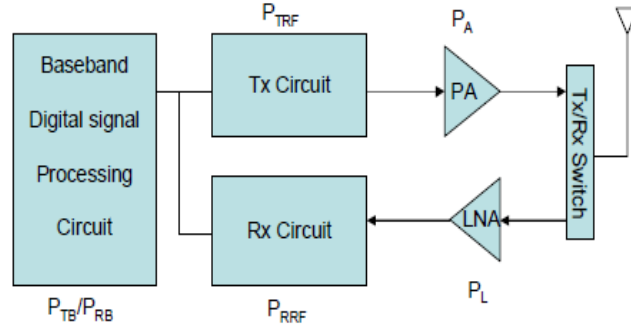 P_TRF
P_A
Baseband
Digital signal
Processing
Circuit
Tx Circuit
PA
Tx/Rx Switch
Rx Circuit
LNA
P_TB/P_RB
P_RRF
P_L